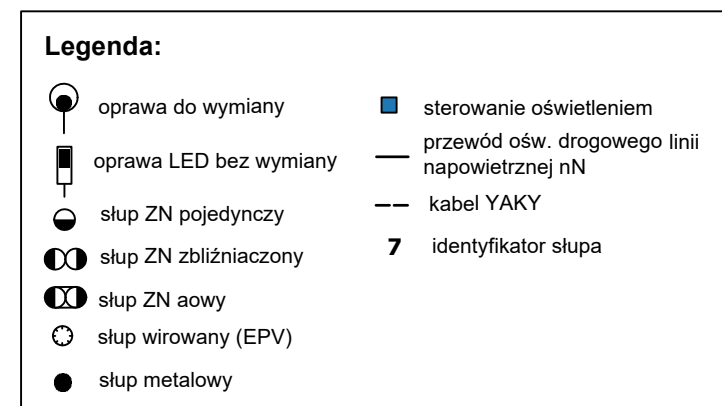 Legenda:
oprawa do wymiany
oprawa LED bez wymiany
słup ZN pojedynczy
słup ZN zbliźniaczony
słup ZN aowy
słup wirowany (EPV)
słup metalowy
sterowanie oświetleniem
przewód ośw. drogowego linii
napowietrznej nN
kabel YAKY
7 identyfikator słupa